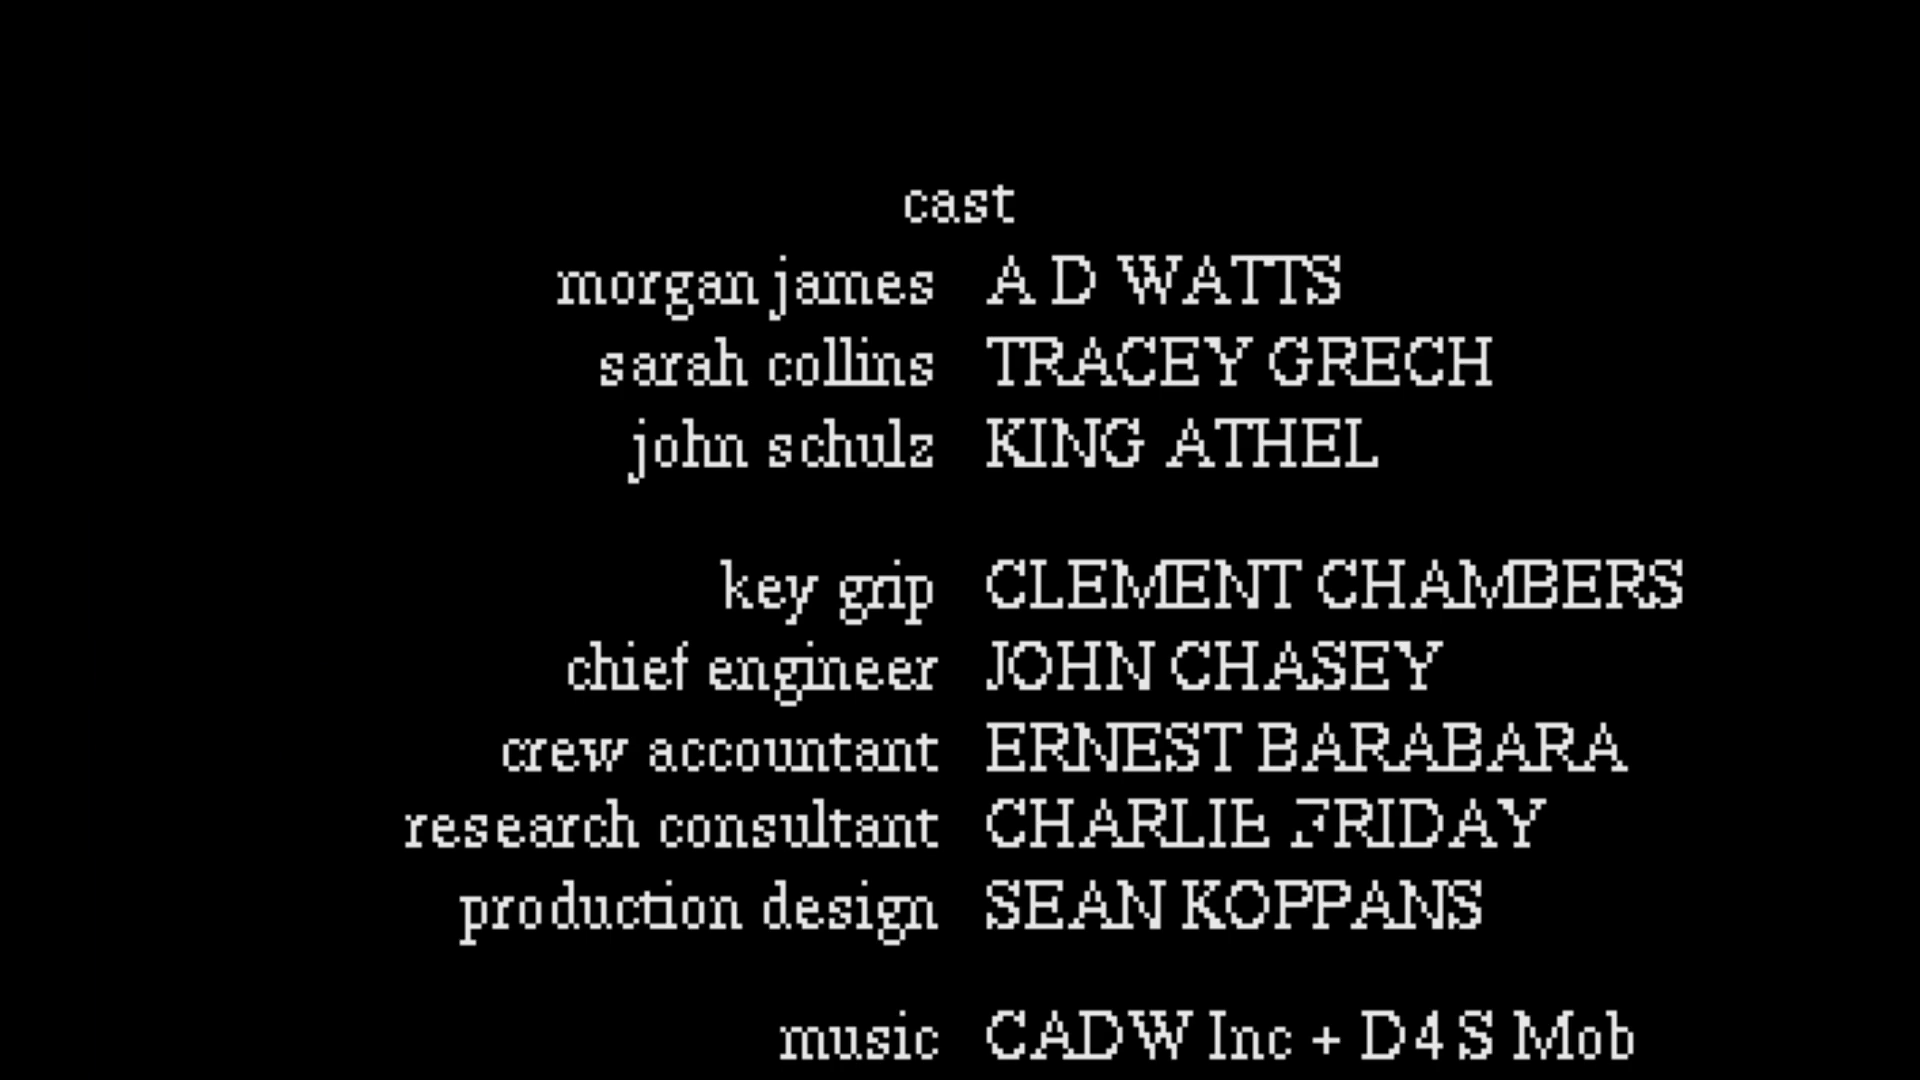 cast
morgan james A D WATTS
sarah collins TRACEY GRECH
john schulz KING ATHEL
key grip CLEMENT CHAMBERS
chief engineer JOHN CHASEY
crew accountant ERNEST BARABARA
research consultant CHARLIE FRIDAY
production design SEAN KOPPANS
music CADW Inc + D4S Mob